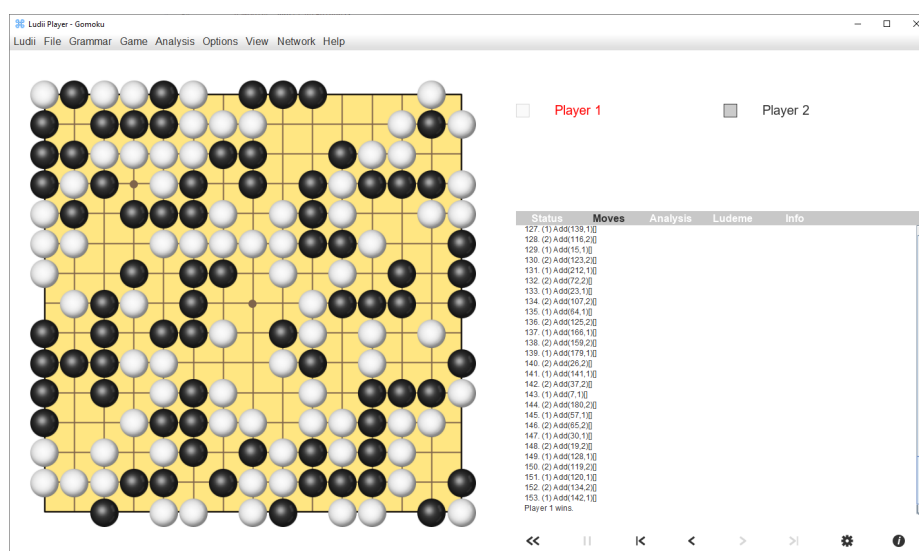 Ludii Player - Gomoku
Ludii File Grammar Game Analysis Options View Network Help
Player 1 Player 2
Status Moves Analysis Ludeme Info
127. (1) Add(139,1)[]
128. (2) Add(116,2)[]
129. (1) Add(15,1)[]
130. (2) Add(123,2)[]
131. (1) Add(212,1)[]
132. (2) Add(72,2)[]
133. (1) Add(23,1)[]
134. (2) Add(107,2)[]
135. (1) Add(64,1)[]
136. (2) Add(125,2)[]
137. (1) Add(166,1)[]
138. (2) Add(159,2)[]
139. (1) Add(179,1)[]
140. (2) Add(26,2)[]
141. (1) Add(141,1)[]
142. (2) Add(37,2)[]
143. (1) Add(7,1)[]
144. (2) Add(180,2)[]
145. (1) Add(57,1)[]
146. (2) Add(65,2)[]
147. (1) Add(30,1)[]
148. (2) Add(19,2)[]
149. (1) Add(128,1)[]
150. (2) Add(119,2)[]
151. (1) Add(120,1)[]
152. (2) Add(134,2)[]
153. (1) Add(142,1)[]
Player 1 wins.